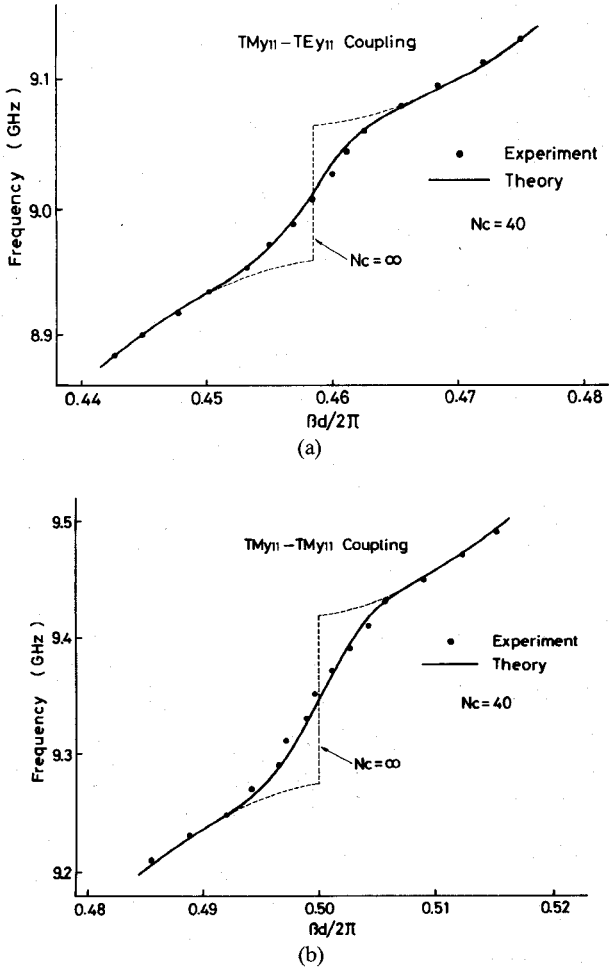 TMy11 – TEy11 Coupling
9.1
9.0
8.9
Frequency (GHz)
Experiment
Theory
Nc = 40
Nc = ∞
0.44 0.45 0.46 0.47 0.48
βd/2π
(a)
TMy11 – TMy11 Coupling
9.5
9.4
9.3
9.2
Frequency (GHz)
Experiment
Theory
Nc = 40
Nc = ∞
0.48 0.49 0.50 0.51 0.52
βd/2π
(b)